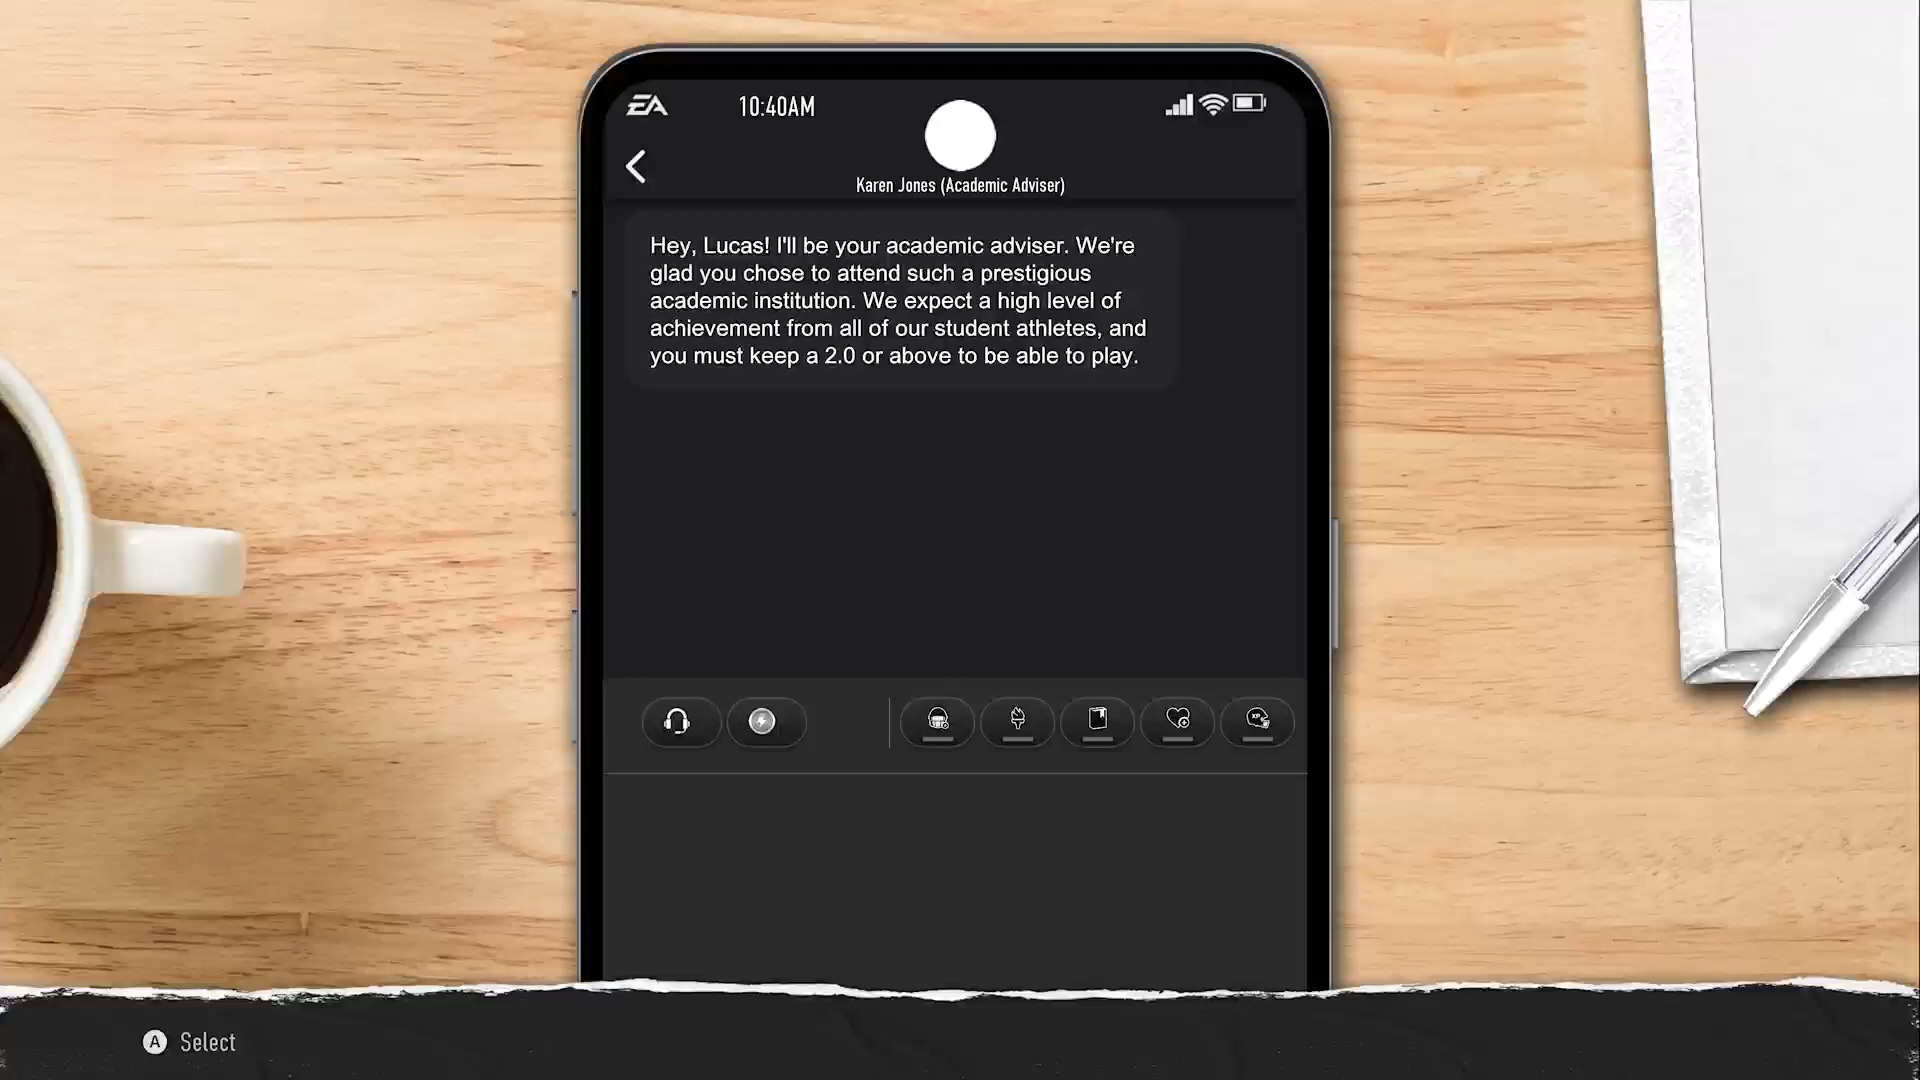 EA
10:40AM
Karen Jones (Academic Adviser)
Hey, Lucas! I'll be your academic adviser. We're
glad you chose to attend such a prestigious
academic institution. We expect a high level of
achievement from all of our student athletes, and
you must keep a 2.0 or above to be able to play.
XP
A Select